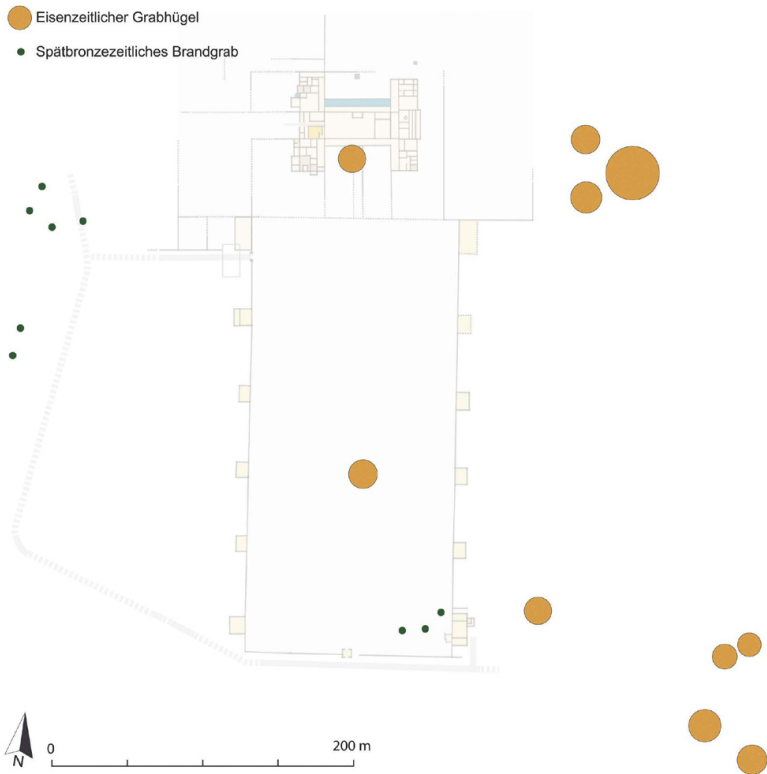 Eisenzeitlicher Grabhügel
Spätbronzezeitliches Brandgrab
N
0
200 m